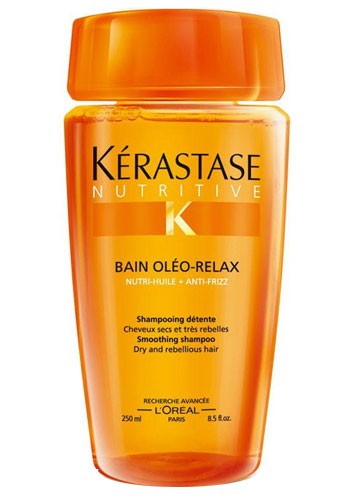 KÉRASTASE
NUTRITIVE
K
BAIN OLÉO-RELAX
NUTRI-HUILE + ANTI-FRIZZ
Shampooing détente
Cheveux secs et très rebelles
Smoothing shampoo
Dry and rebellious hair
RECHERCHE AVANCÉE
250 ml L'ORÉAL 8.5 fl.oz.
PARIS